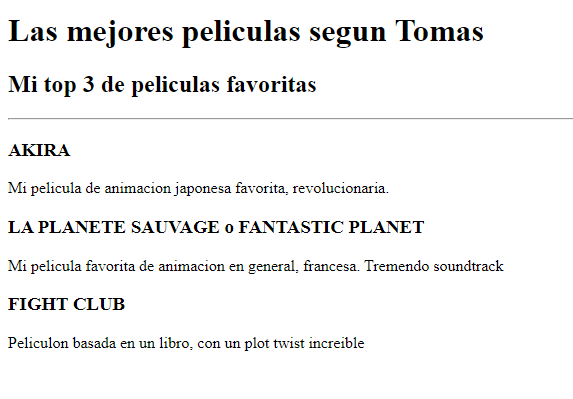 Las mejores peliculas segun Tomas
Mi top 3 de peliculas favoritas
AKIRA
Mi pelicula de animacion japonesa favorita, revolucionaria.
LA PLANETE SAUVAGE o FANTASTIC PLANET
Mi pelicula favorita de animacion en general, francesa. Tremendo soundtrack
FIGHT CLUB
Peliculon basada en un libro, con un plot twist increible